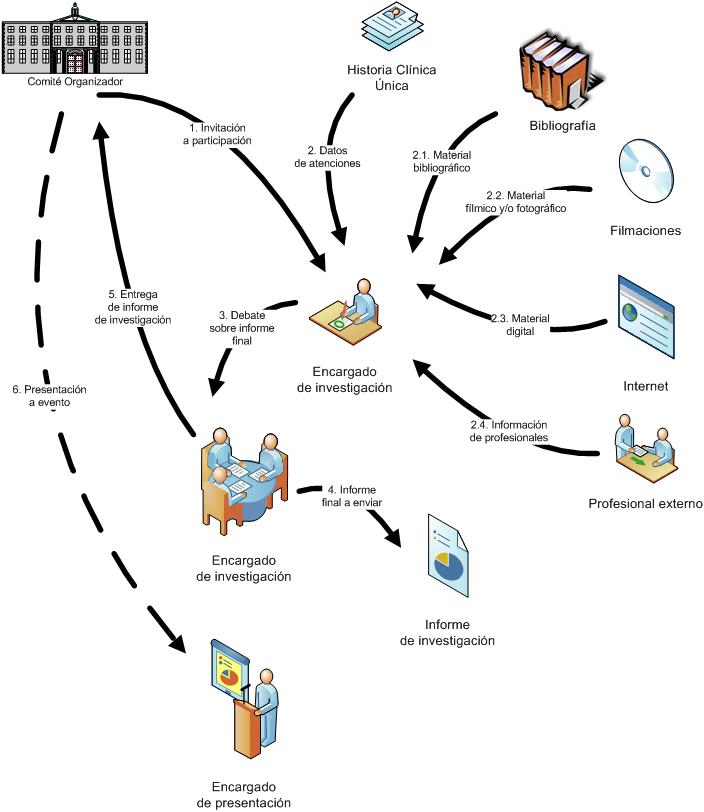 Comité Organizador
Historia Clínica
Única
Bibliografía
Filmaciones
Internet
Profesional externo
1. Invitación
a participación
2. Datos
de atenciones
2.1. Material
bibliográfico
2.2. Material
fílmico y/o fotográfico
2.3. Material
digital
2.4. Información
de profesionales
Encargado
de investigación
3. Debate
sobre informe
final
5. Entrega
de informe
de investigación
6. Presentación
a evento
4. Informe
final a enviar
Encargado
de investigación
Informe
de investigación
Encargado
de presentación